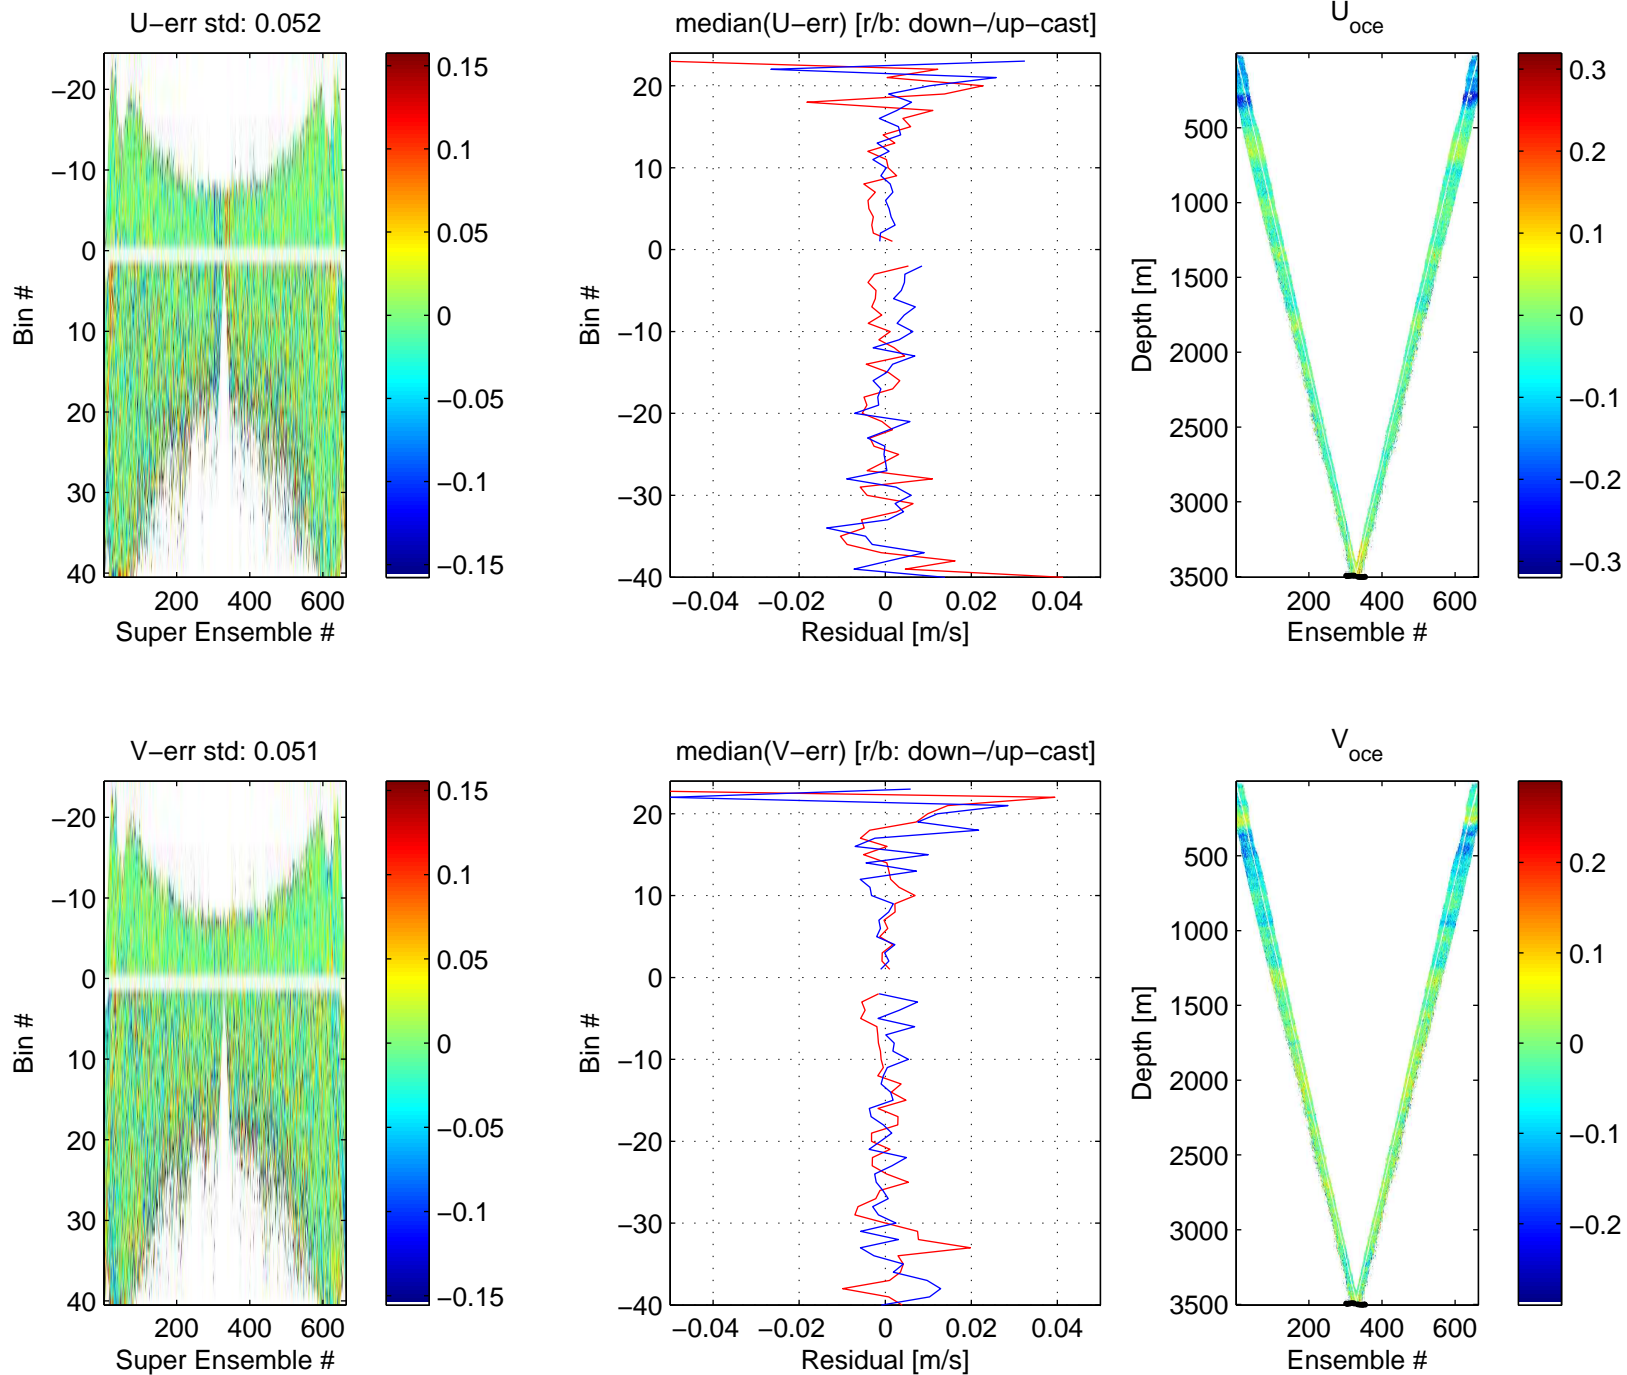 U−err std: 0.052
−20
−10
0
10
20
30
40
Bin #
200 400 600
Super Ensemble #
0.15
0.1
0.05
0
−0.05
−0.1
−0.15
median(U−err) [r/b: down−/up−cast]
20
10
0
−10
−20
−30
−40
Bin #
−0.04 −0.02 0 0.02 0.04
Residual [m/s]
U oce
500
1000
1500
2000
2500
3000
3500
Depth [m]
200 400 600
Ensemble #
0.3
0.2
0.1
0
−0.1
−0.2
−0.3
V−err std: 0.051
−20
−10
0
10
20
30
40
Bin #
200 400 600
Super Ensemble #
0.15
0.1
0.05
0
−0.05
−0.1
−0.15
median(V−err) [r/b: down−/up−cast]
20
10
0
−10
−20
−30
−40
Bin #
−0.04 −0.02 0 0.02 0.04
Residual [m/s]
V oce
500
1000
1500
2000
2500
3000
3500
Depth [m]
200 400 600
Ensemble #
0.2
0.1
0
−0.1
−0.2